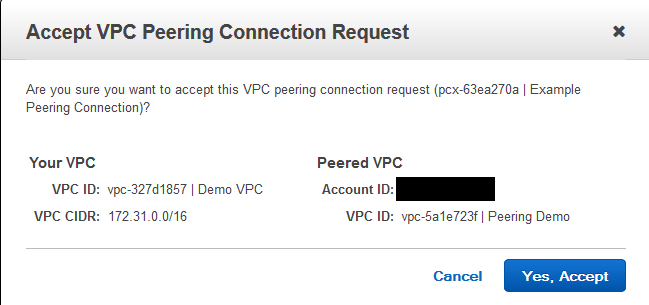 Accept VPC Peering Connection Request
Are you sure you want to accept this VPC peering connection request (pcx-63ea270a | Example
Peering Connection)?
Your VPC
VPC ID: vpc-327d1857 | Demo VPC
VPC CIDR: 172.31.0.0/16
Peered VPC
Account ID:
VPC ID: vpc-5a1e723f | Peering Demo
Cancel
Yes, Accept